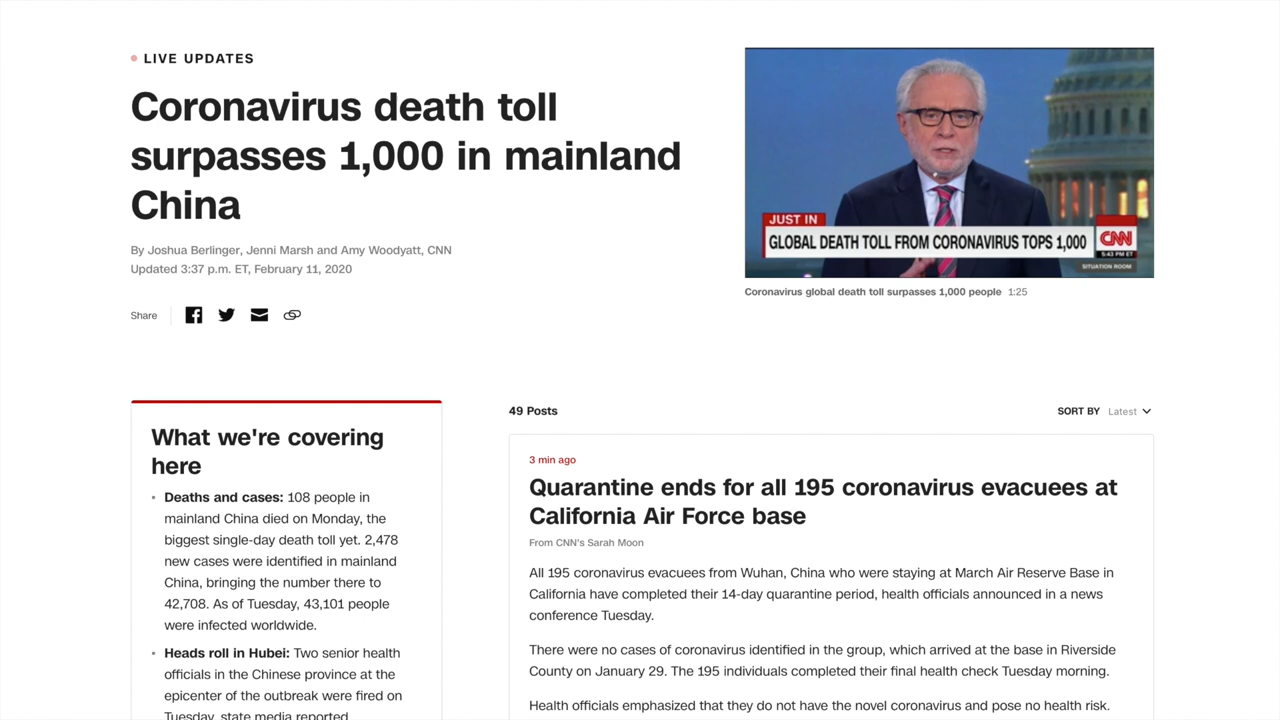 LIVE UPDATES
Coronavirus death toll
surpasses 1,000 in mainland
China
By Joshua Berlinger, Jenni Marsh and Amy Woodyatt, CNN
Updated 3:37 p.m. ET, February 11, 2020
Share
JUST IN
GLOBAL DEATH TOLL FROM CORONAVIRUS TOPS 1,000
CNN
5:43 PM ET
SITUATION ROOM
Coronavirus global death toll surpasses 1,000 people 1:25
What we're covering
here
• Deaths and cases: 108 people in
mainland China died on Monday, the
biggest single-day death toll yet. 2,478
new cases were identified in mainland
China, bringing the number there to
42,708. As of Tuesday, 43,101 people
were infected worldwide.
• Heads roll in Hubei: Two senior health
officials in the Chinese province at the
epicenter of the outbreak were fired on
Tuesday, state media reported
49 Posts
SORT BY Latest
3 min ago
Quarantine ends for all 195 coronavirus evacuees at
California Air Force base
From CNN's Sarah Moon
All 195 coronavirus evacuees from Wuhan, China who were staying at March Air Reserve Base in
California have completed their 14-day quarantine period, health officials announced in a news
conference Tuesday.
There were no cases of coronavirus identified in the group, which arrived at the base in Riverside
County on January 29. The 195 individuals completed their final health check Tuesday morning.
Health officials emphasized that they do not have the novel coronavirus and pose no health risk.